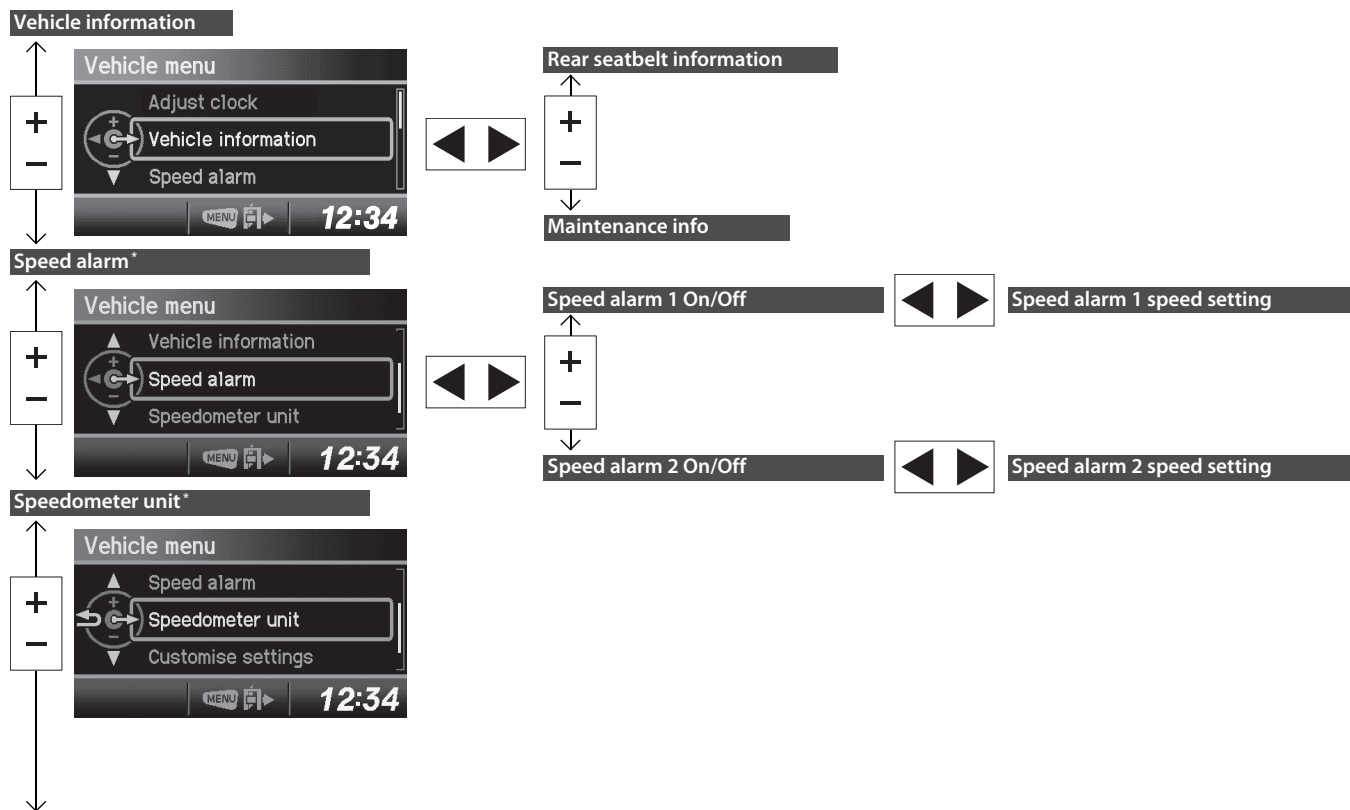 Vehicle information
Vehicle menu
Adjust clock
Vehicle information
Speed alarm
MENU
12:34
+
−
+
−
Rear seatbelt information
+
−
Maintenance info
Speed alarm*
Vehicle menu
Vehicle information
Speed alarm
Speedometer unit
MENU
12:34
+
−
Speed alarm 1 On/Off
Speed alarm 1 speed setting
+
−
Speed alarm 2 On/Off
Speed alarm 2 speed setting
Speedometer unit*
Vehicle menu
Speed alarm
Speedometer unit
Customise settings
MENU
12:34
+
−
+
−